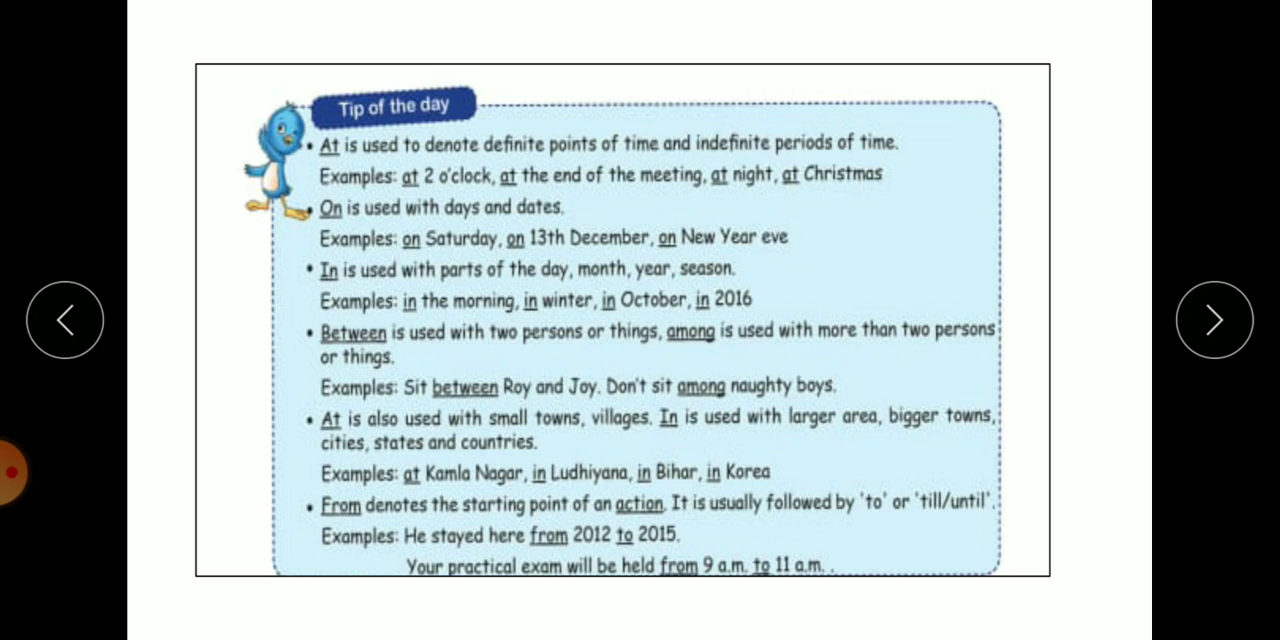 Tip of the day
• At is used to denote definite points of time and indefinite periods of time.
Examples: at 2 o'clock, at the end of the meeting, at night, at Christmas
• On is used with days and dates.
Examples: on Saturday, on 13th December, on New Year eve
• In is used with parts of the day, month, year, season.
Examples: in the morning, in winter, in October, in 2016
• Between is used with two persons or things, among is used with more than two persons
or things.
Examples: Sit between Roy and Joy. Don't sit among naughty boys.
• At is also used with small towns, villages. In is used with larger area, bigger towns,
cities, states and countries.
Examples: at Kamla Nagar, in Ludhiyana, in Bihar, in Korea
• From denotes the starting point of an action. It is usually followed by 'to' or 'till/until'.
Examples: He stayed here from 2012 to 2015.
Your practical exam will be held from 9 a.m. to 11 a.m. .